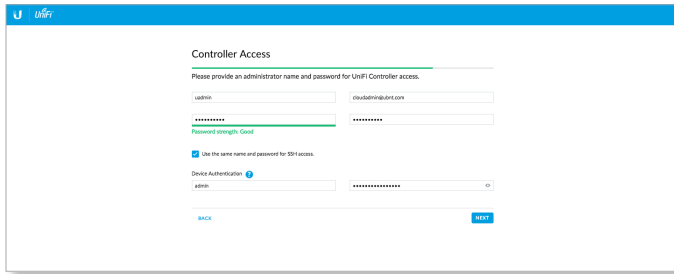 UniFi
Controller Access
Please provide an administrator name and password for UniFi Controller access.
uadmin
cloudadmin@ubnt.com
••••••••••
••••••••••
Password strength: Good
Use the same name and password for SSH access.
Device Authentication ?
admin
•••••••••••••••
BACK
NEXT